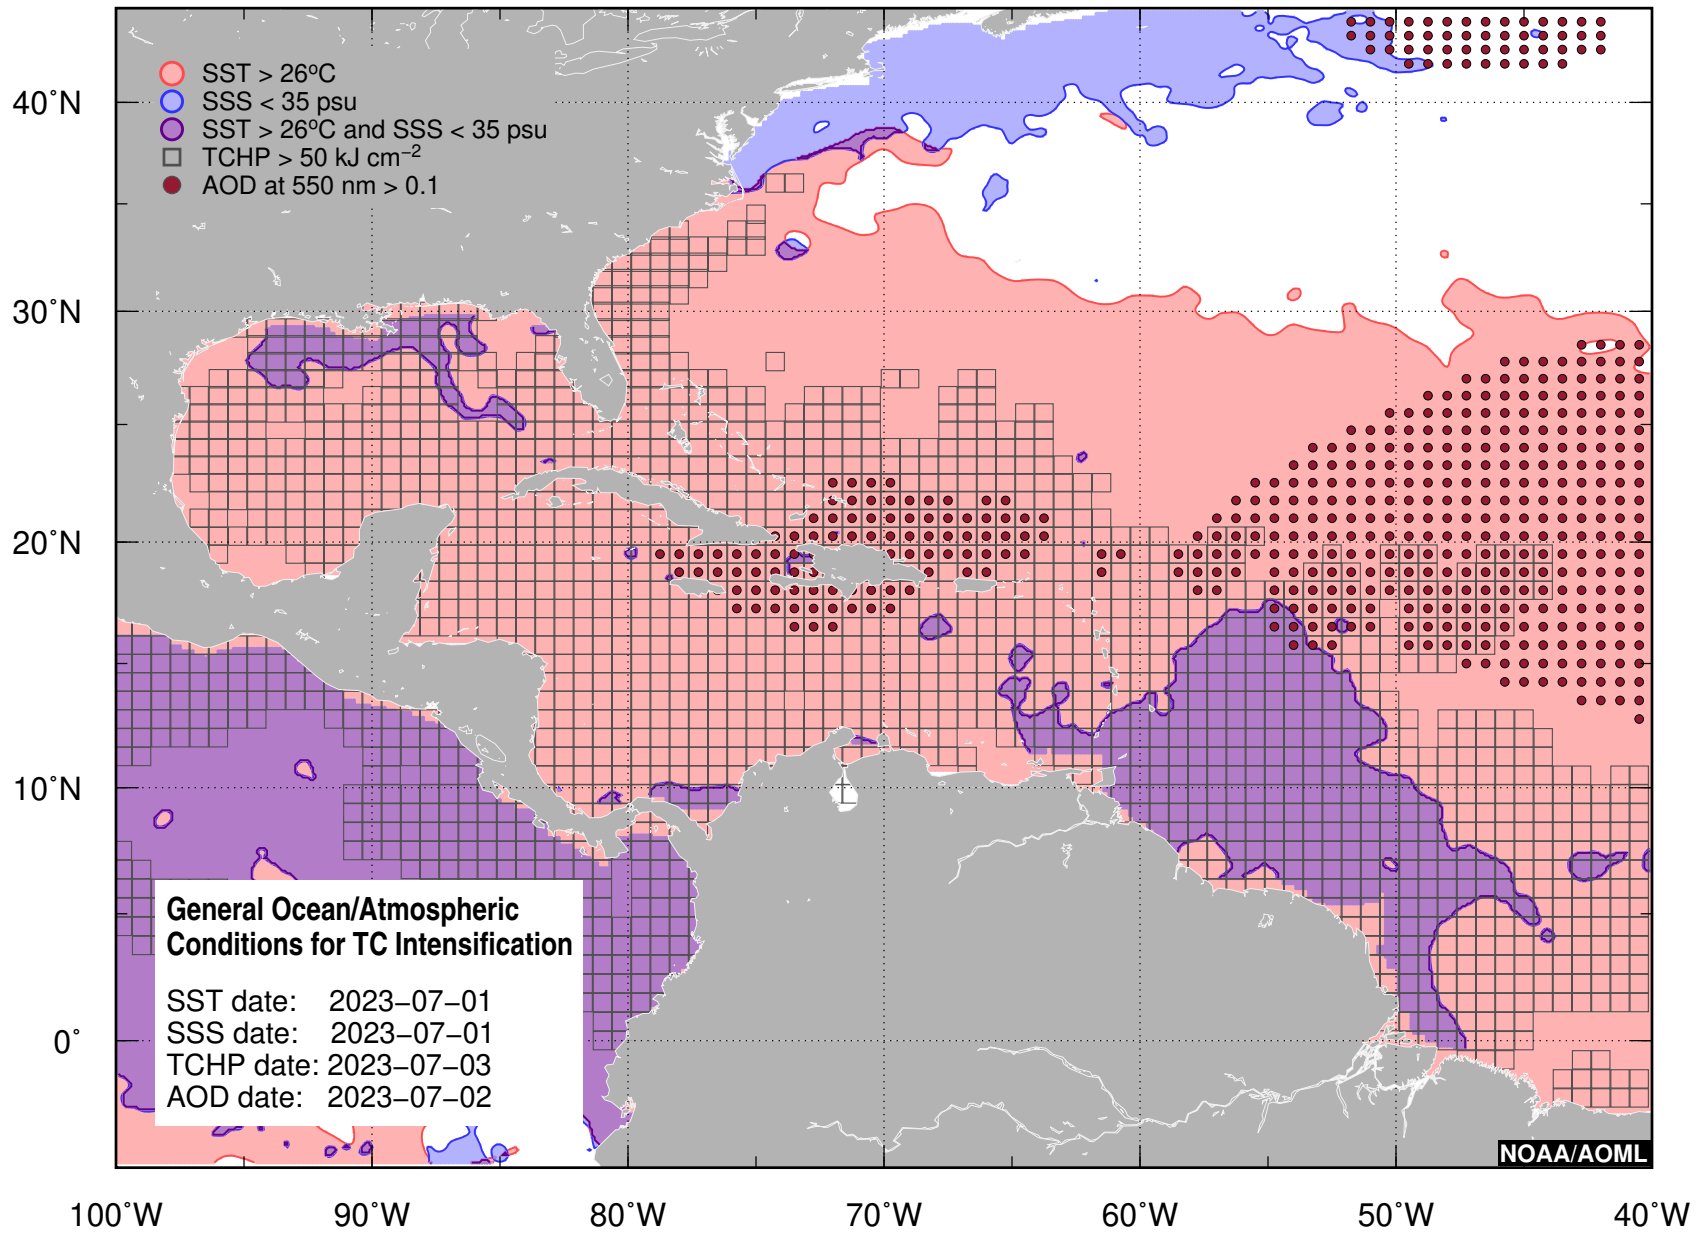 SST > 26ºC
SSS < 35 psu
SST > 26ºC and SSS < 35 psu
TCHP > 50 kJ cm⁻²
AOD at 550 nm > 0.1
40˚N
30˚N
20˚N
10˚N
0˚
General Ocean/Atmospheric
Conditions for TC Intensification
SST date: 2023−07−01
SSS date: 2023−07−01
TCHP date: 2023−07−03
AOD date: 2023−07−02
NOAA/AOML
100˚W 90˚W 80˚W 70˚W 60˚W 50˚W 40˚W